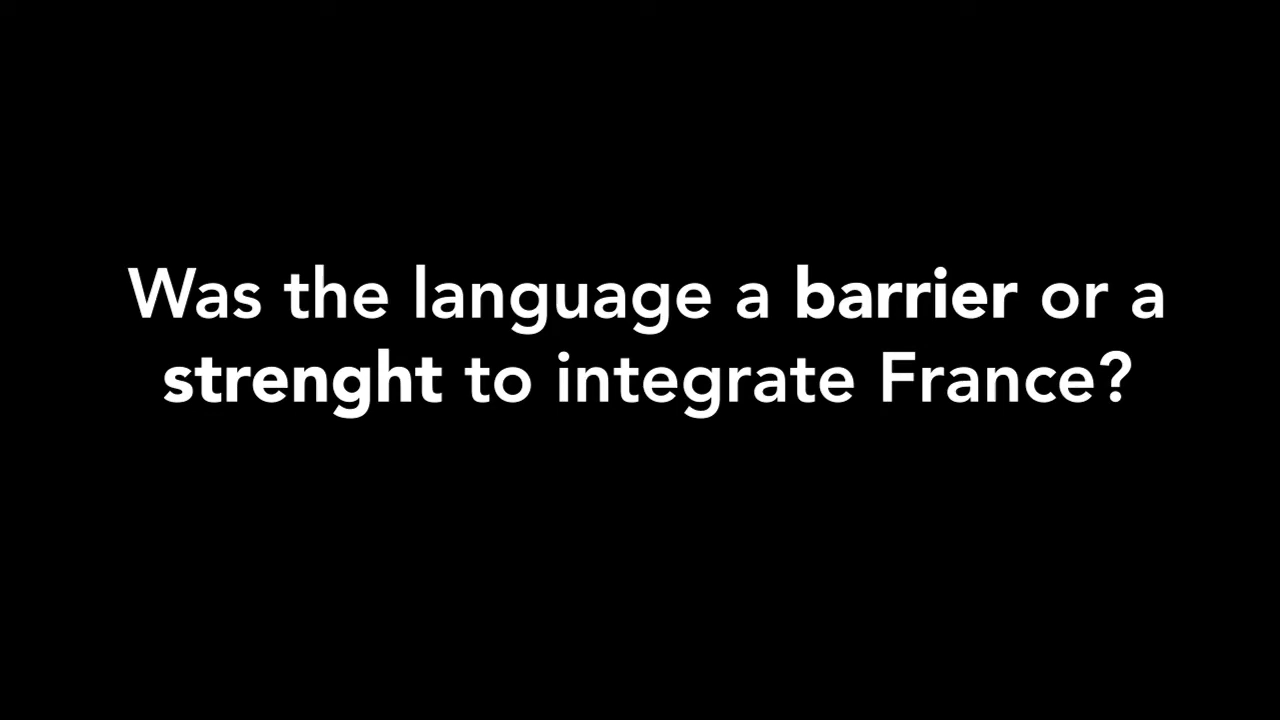 Was the language a barrier or a
strenght to integrate France?